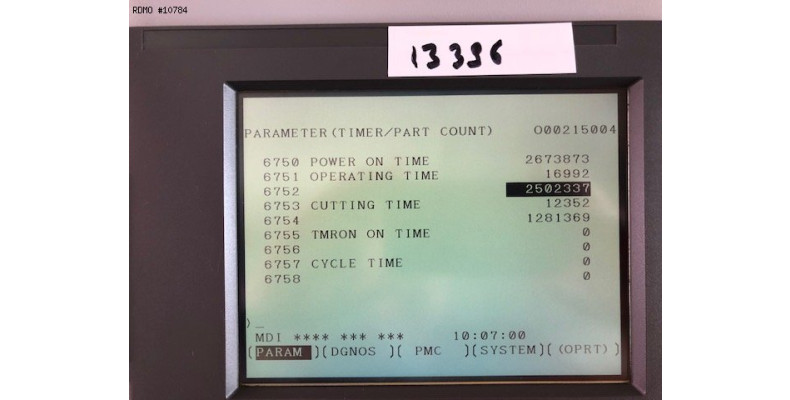 RDMO #10784
13396
PARAMETER(TIMER/PART COUNT) O00215004
6750 POWER ON TIME 2673873
6751 OPERATING TIME 16992
6752 2502337
6753 CUTTING TIME 12352
6754 1281369
6755 TMRON ON TIME 0
6756 0
6757 CYCLE TIME 0
6758 0
)_
MDI **** *** *** 10:07:00
(PARAM )(DGNOS )( PMC )(SYSTEM)( (OPRT) )